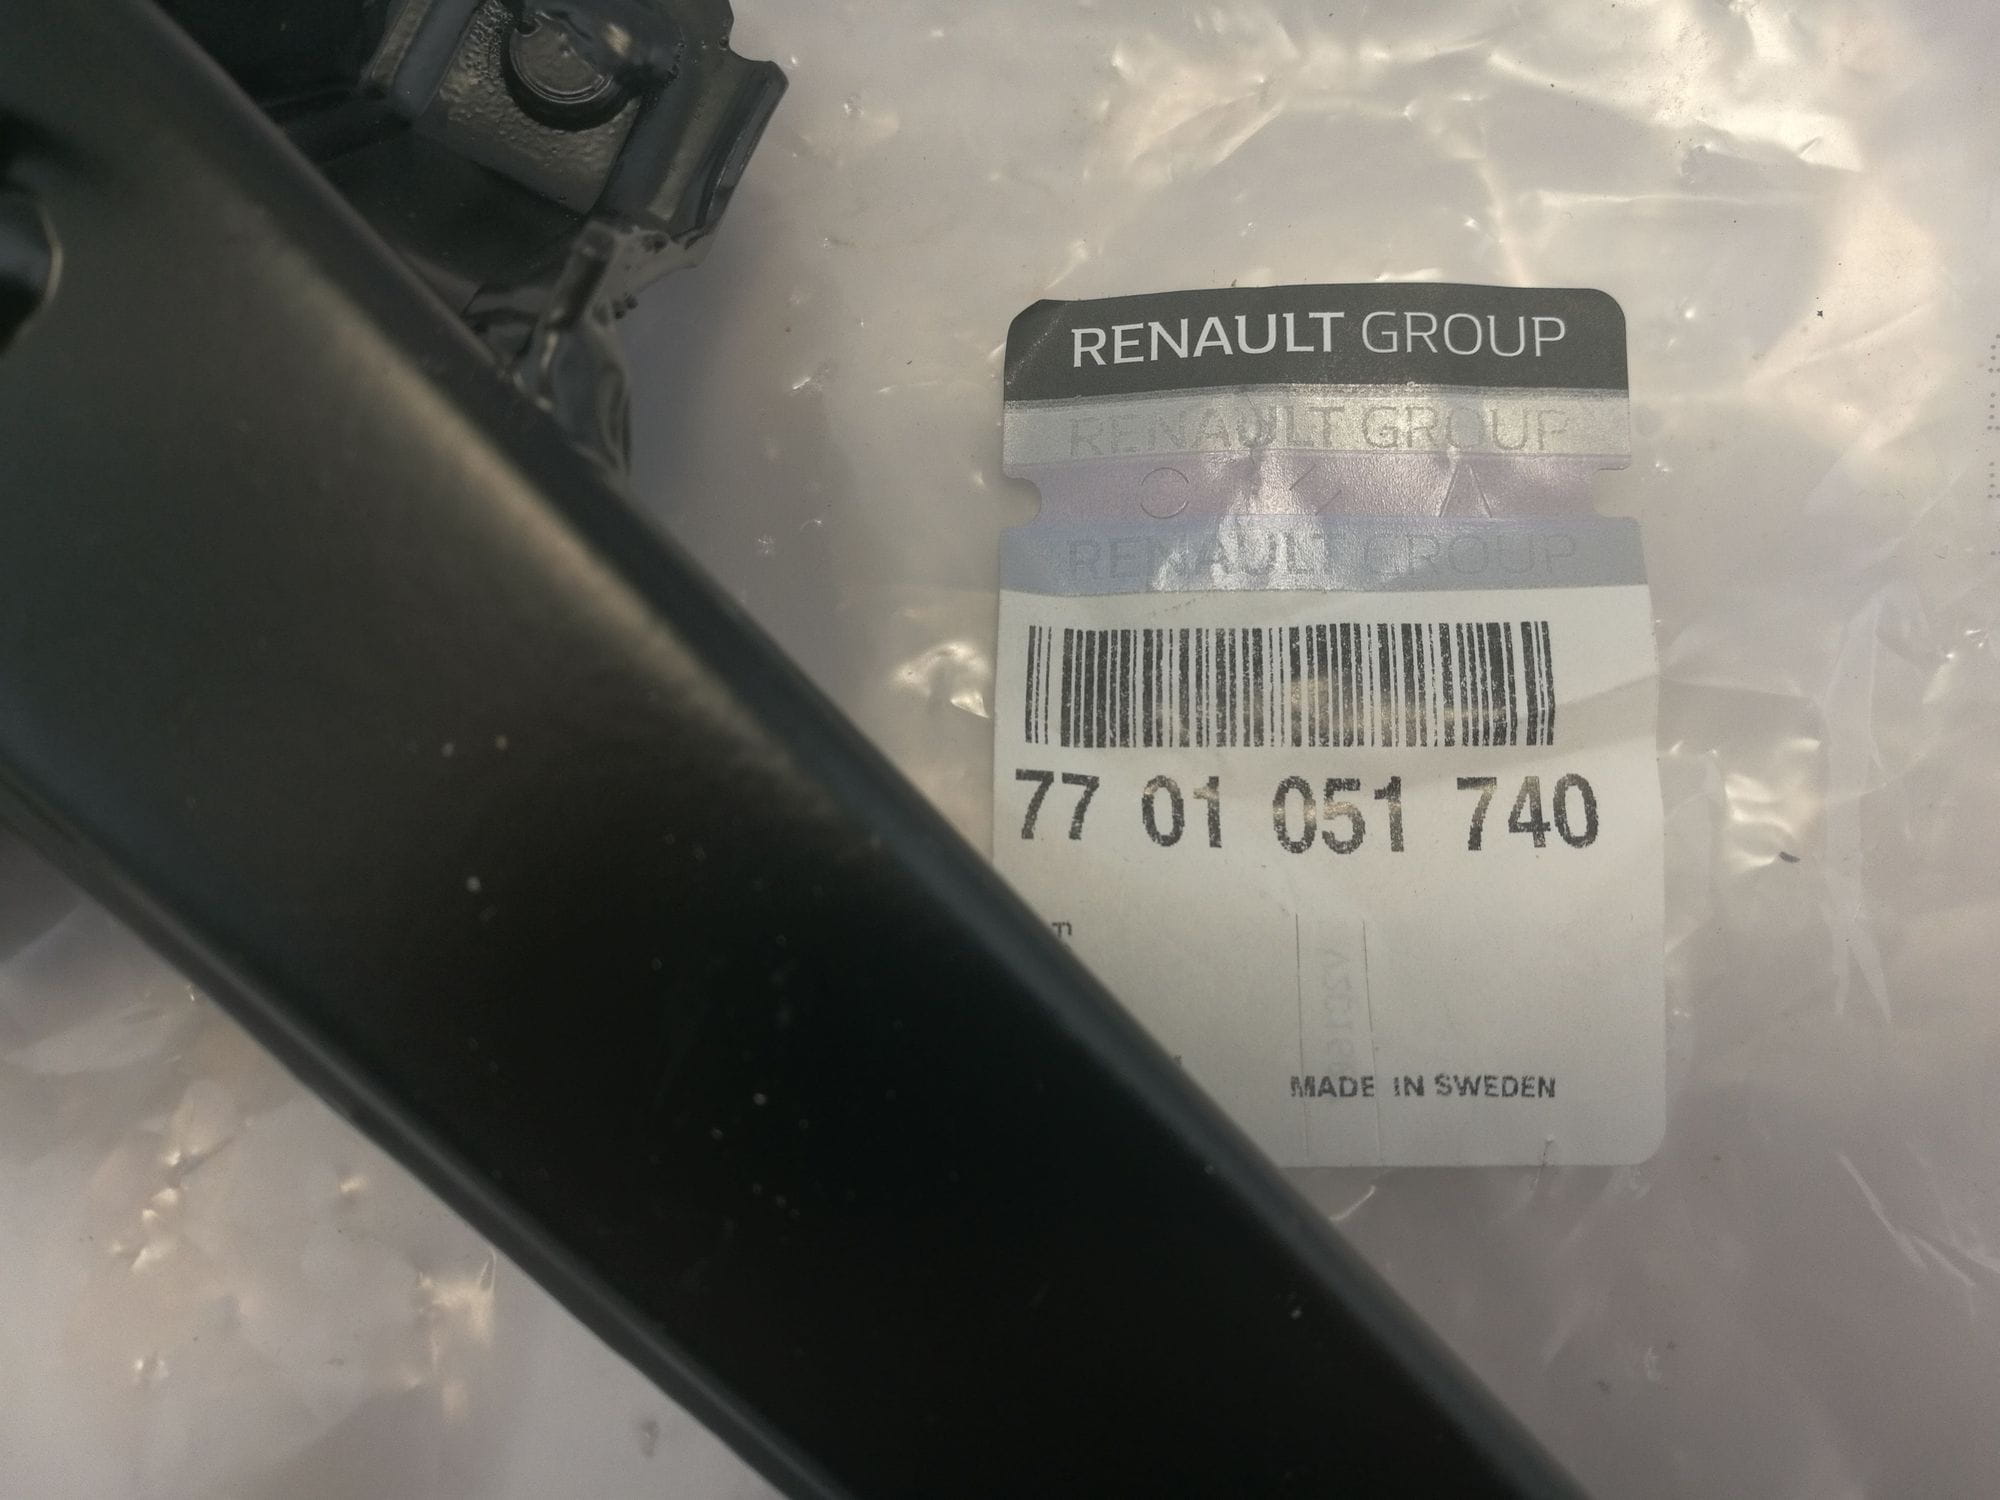 RENAULT GROUP
RENAULT GROUP
RENAULT GROUP
77 01 051 740
MADE IN SWEDEN